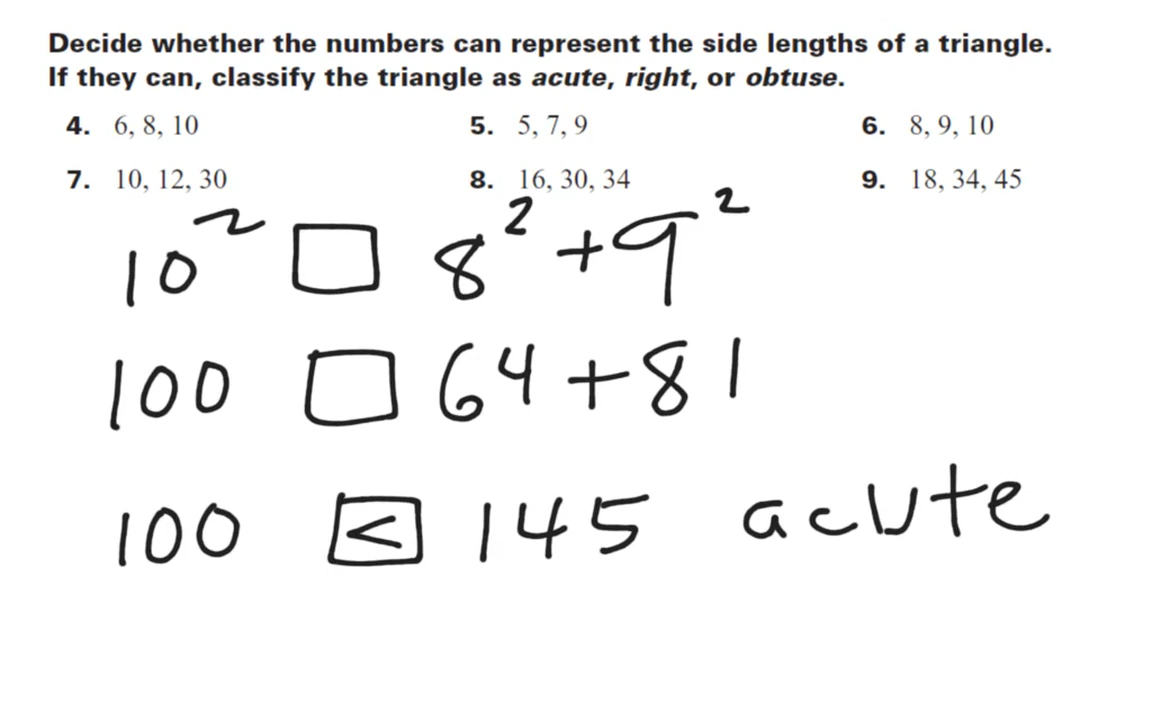 Decide whether the numbers can represent the side lengths of a triangle.
If they can, classify the triangle as acute, right, or obtuse.
4. 6, 8, 10 5. 5, 7, 9 6. 8, 9, 10
7. 10, 12, 30 8. 16, 30, 34 9. 18, 34, 45
10² □ 8² + 9²
100 □ 64 + 81
100 < 145 acute